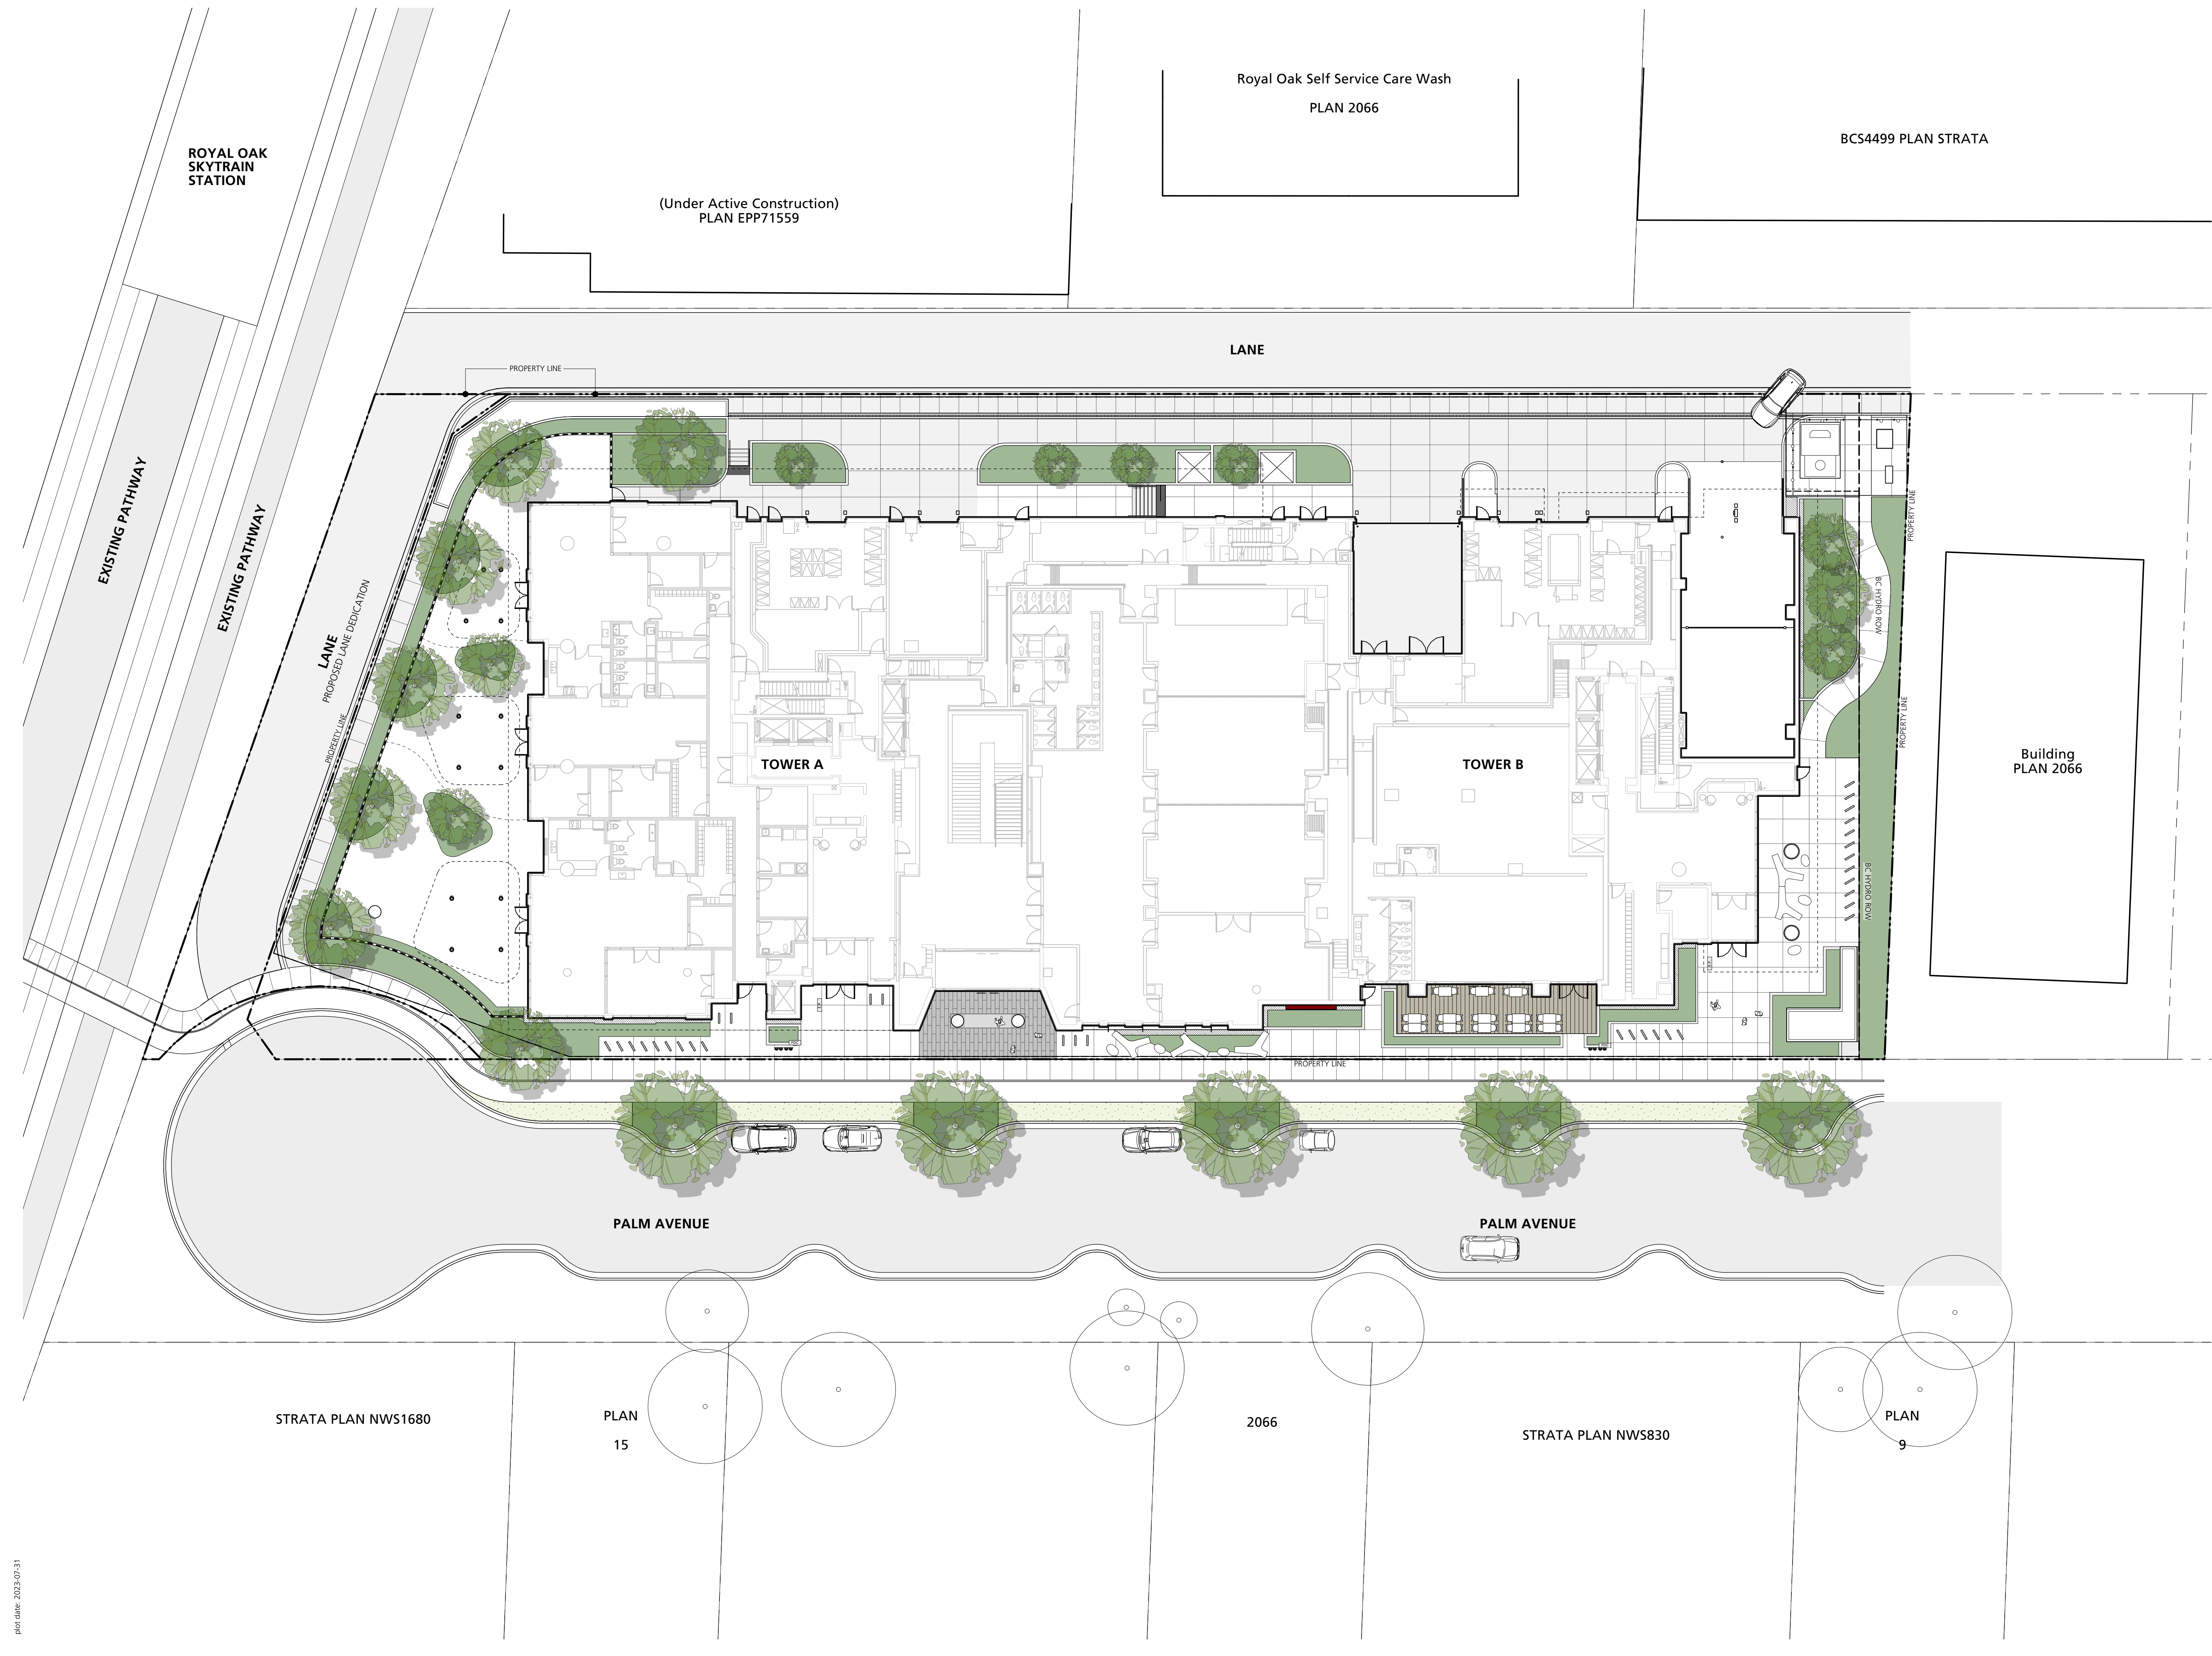 Royal Oak Self Service Care Wash
PLAN 2066
BCS4499 PLAN STRATA
ROYAL OAK
SKYTRAIN
STATION
(Under Active Construction)
PLAN EPP71559
LANE
PROPERTY LINE
EXISTING PATHWAY
EXISTING PATHWAY
LANE
PROPOSED LANE DEDICATION
PROPERTY LINE
PROPERTY LINE
BC HYDRO ROW
PROPERTY LINE
TOWER A
TOWER B
Building
PLAN 2066
BC HYDRO ROW
PROPERTY LINE
PALM AVENUE
PALM AVENUE
STRATA PLAN NWS1680
PLAN
15
2066
STRATA PLAN NWS830
PLAN
9
plot date: 2023-07-31